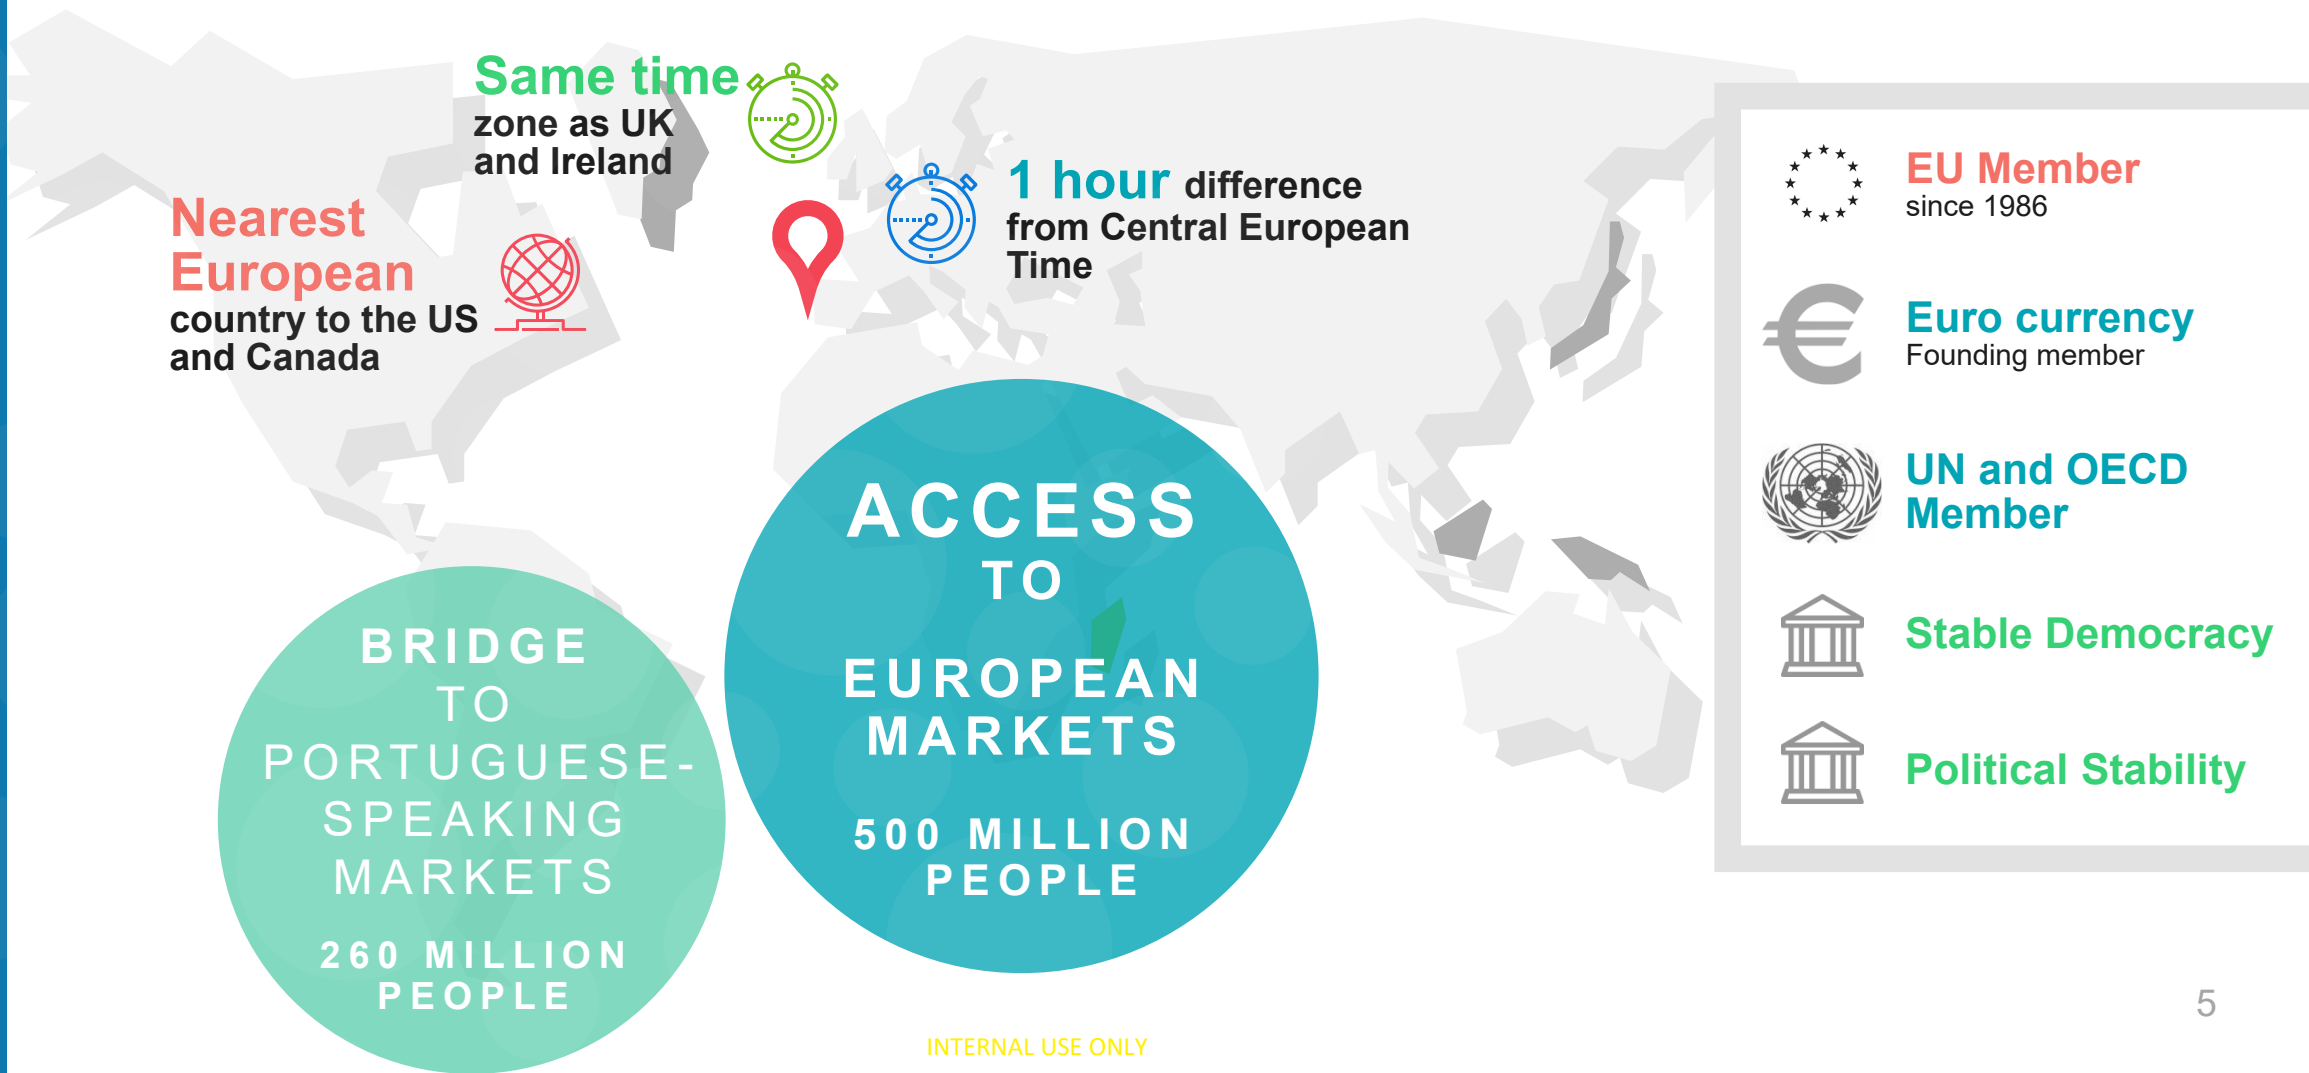 Same time
zone as UK
and Ireland
Nearest
European
country to the US
and Canada
1 hour difference
from Central European
Time
BRIDGE
TO
PORTUGUESE-
SPEAKING
MARKETS
260 MILLION
PEOPLE
ACCESS
TO
EUROPEAN
MARKETS
500 MILLION
PEOPLE
EU Member
since 1986
€
Euro currency
Founding member
UN and OECD
Member
Stable Democracy
Political Stability
5
INTERNAL USE ONLY